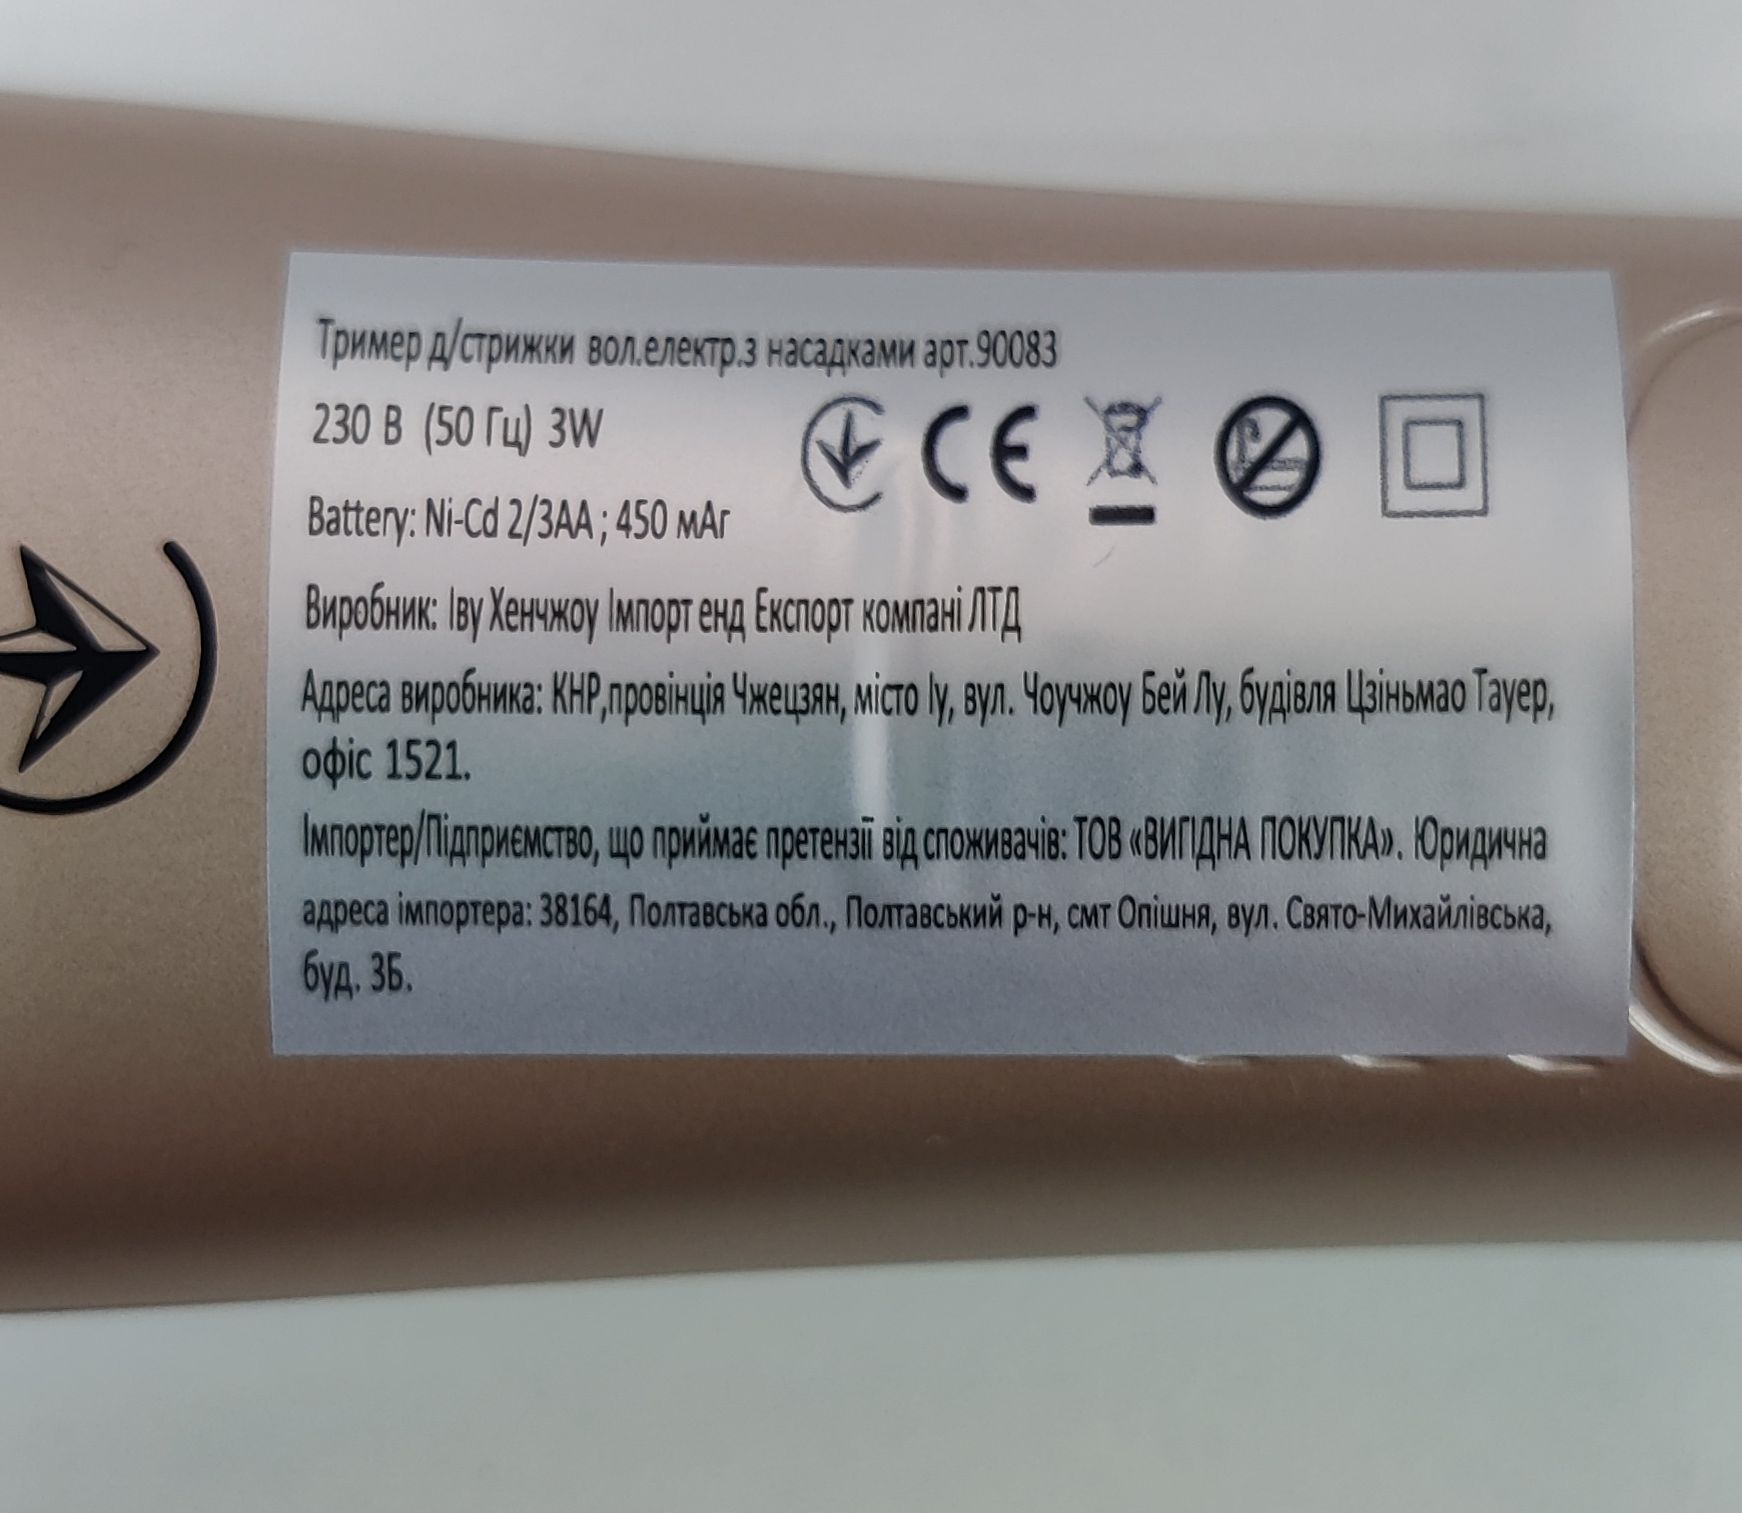 Тример д/стрижки вол.електр.з насадками арт.90083
230 В (50 Гц) 3W
Battery: Ni-Cd 2/3AA ; 450 мАг
Виробник: Іву Хенчжоу Імпорт енд Експорт компані ЛТД
Адреса виробника: КНР,провінція Чжецзян, місто Іу, вул. Чоучжоу Бей Лу, будівля Цзіньмао Тауер,
офіс 1521.
Імпортер/Підприємство, що приймає претензії від споживачів: ТОВ «ВИГІДНА ПОКУПКА». Юридична
адреса імпортера: 38164, Полтавська обл., Полтавський р-н, смт Опішня, вул. Свято-Михайлівська,
буд. 3Б.